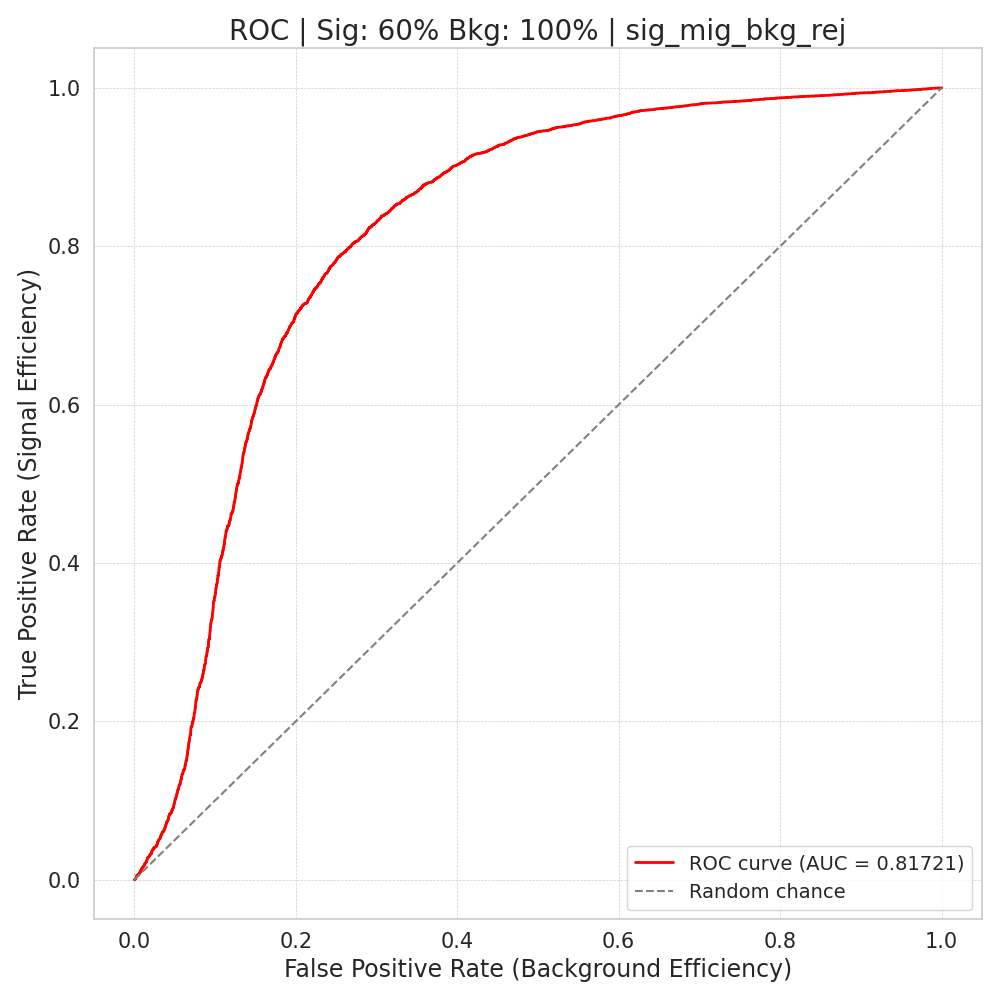 ROC | Sig: 60% Bkg: 100% | sig_mig_bkg_rej
True Positive Rate (Signal Efficiency)
1.0
0.8
0.6
0.4
0.2
0.0
ROC curve (AUC = 0.81721)
Random chance
0.0 0.2 0.4 0.6 0.8 1.0
False Positive Rate (Background Efficiency)